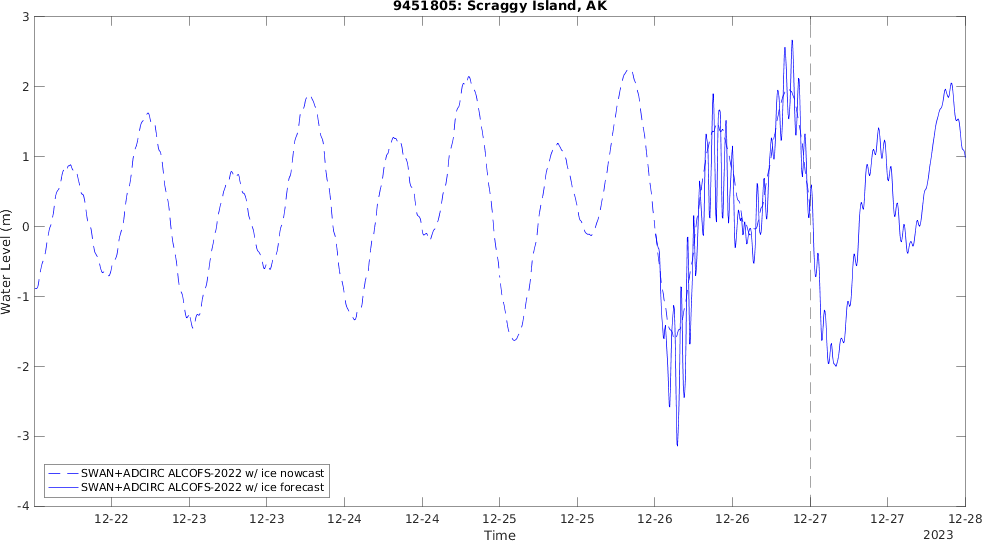 9451805: Scraggy Island, AK
3
2
1
0
-1
-2
-3
-4
Water Level (m)
SWAN+ADCIRC ALCOFS-2022 w/ ice nowcast
SWAN+ADCIRC ALCOFS-2022 w/ ice forecast
12-22 12-23 12-23 12-24 12-24 12-25 12-25 12-26 12-26 12-27 12-27 12-28
Time
2023